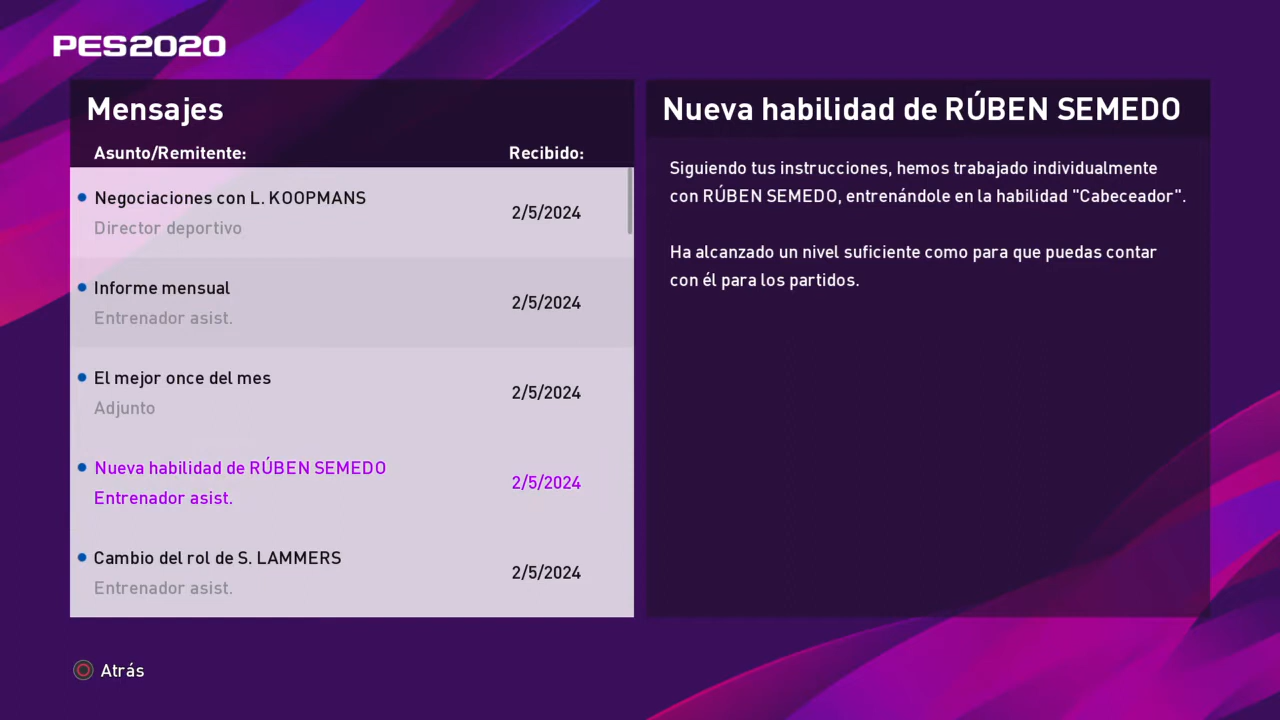 PES2020
Mensajes
Asunto/Remitente: Recibido:
Negociaciones con L. KOOPMANS
Director deportivo
2/5/2024
Informe mensual
Entrenador asist.
2/5/2024
El mejor once del mes
Adjunto
2/5/2024
Nueva habilidad de RÚBEN SEMEDO
Entrenador asist.
2/5/2024
Cambio del rol de S. LAMMERS
Entrenador asist.
2/5/2024
Nueva habilidad de RÚBEN SEMEDO
Siguiendo tus instrucciones, hemos trabajado individualmente
con RÚBEN SEMEDO, entrenándole en la habilidad "Cabeceador".
Ha alcanzado un nivel suficiente como para que puedas contar
con él para los partidos.
Atrás